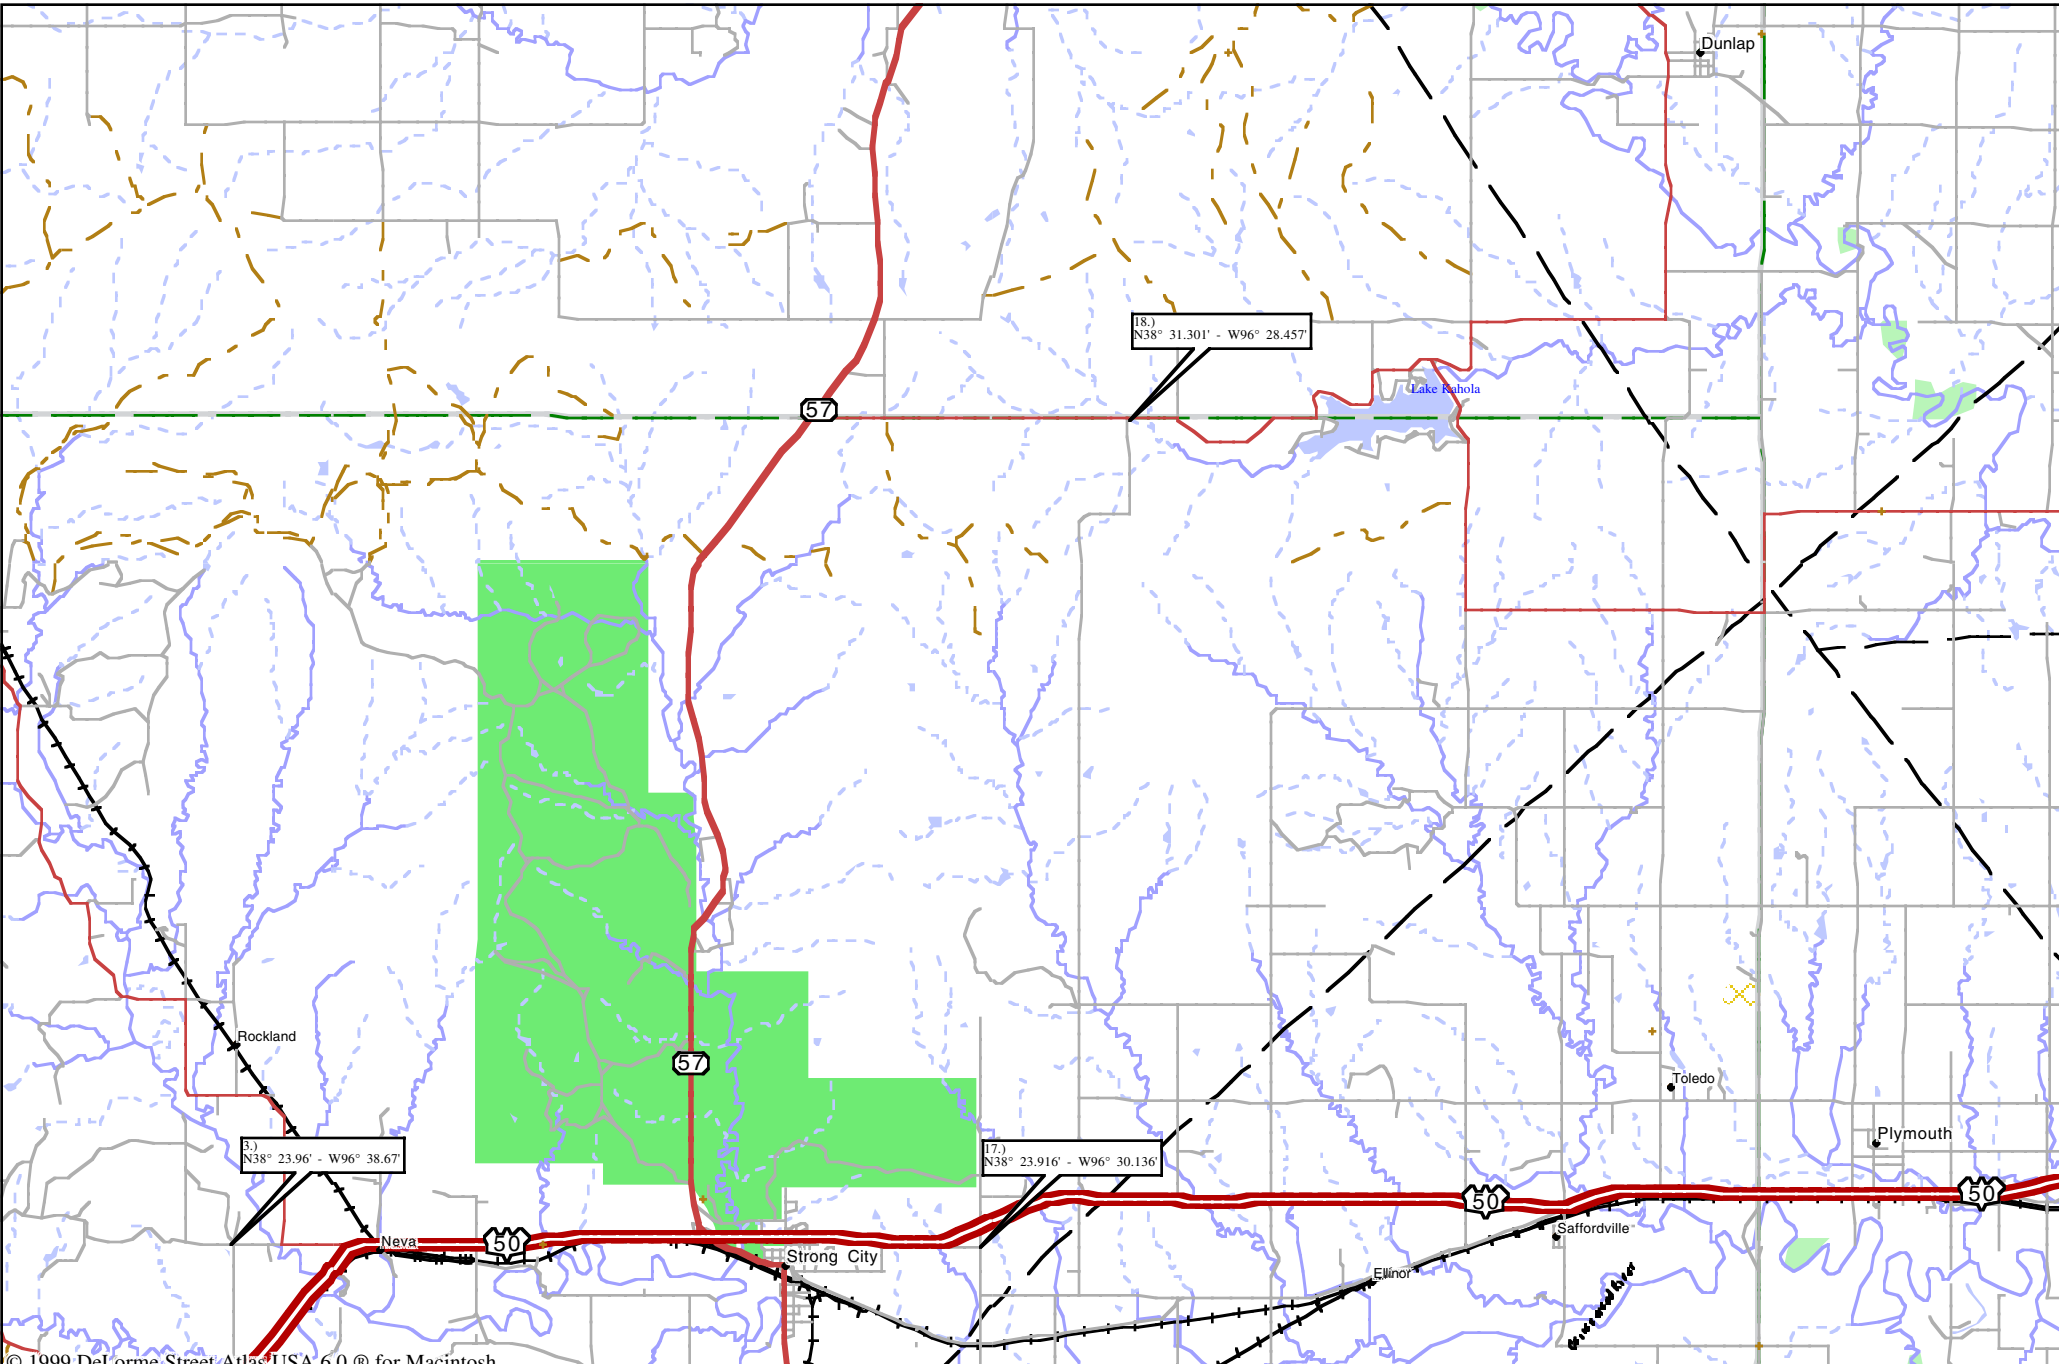 Dunlap
18.)
N38° 31.301' - W96° 28.457'
Lake Kahola
57
Rockland
57
Toledo
Plymouth
3.)
N38° 23.96' - W96° 38.67'
17.)
N38° 23.916' - W96° 30.136'
50
50
Saffordville
Neva
50
Strong City
Ellinor
© 1999 DeLorme Street Atlas USA 6.0 ® for Macintosh